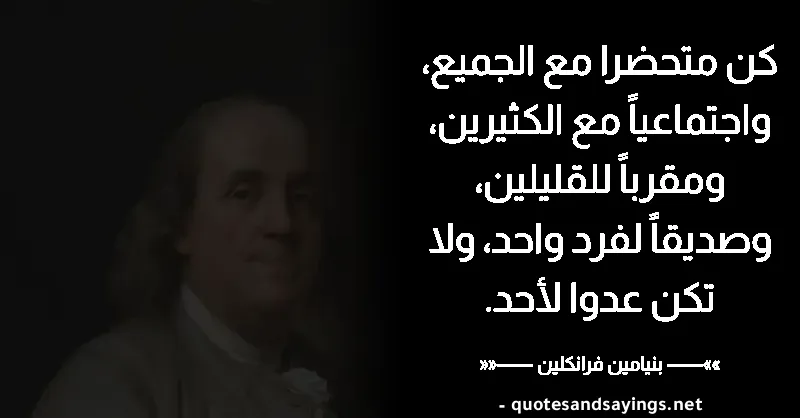 كن متحضرا مع الجميع،
واجتماعياً مع الكثيرين،
ومقرباً للقليلين،
وصديقاً لفرد واحد، ولا
تكن عدوا لأحد.
»»—— بنيامين فرانكلين ——««
- quotesandsayings.net